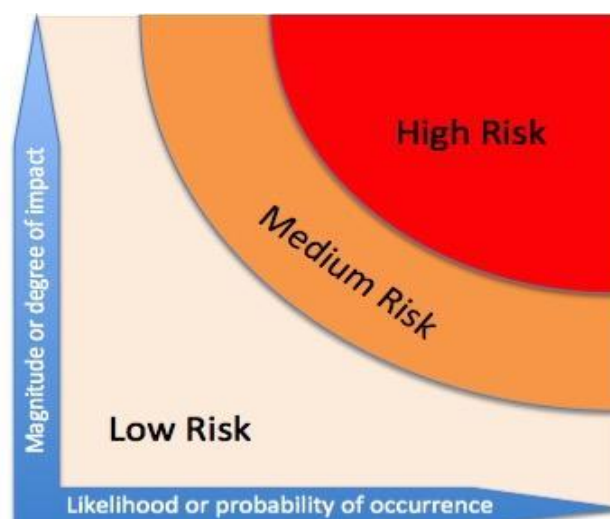 High Risk
Medium Risk
Low Risk
Magnitude or degree of impact
Likelihood or probability of occurrence